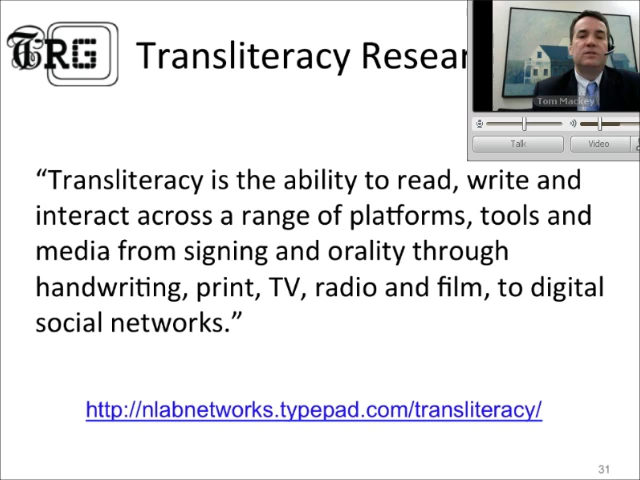 TRG
Transliteracy Resear
Tom Mackey
Talk
Video
“Transliteracy is the ability to read, write and
interact across a range of platforms, tools and
media from signing and orality through
handwriting, print, TV, radio and film, to digital
social networks.”
http://nlabnetworks.typepad.com/transliteracy/
31